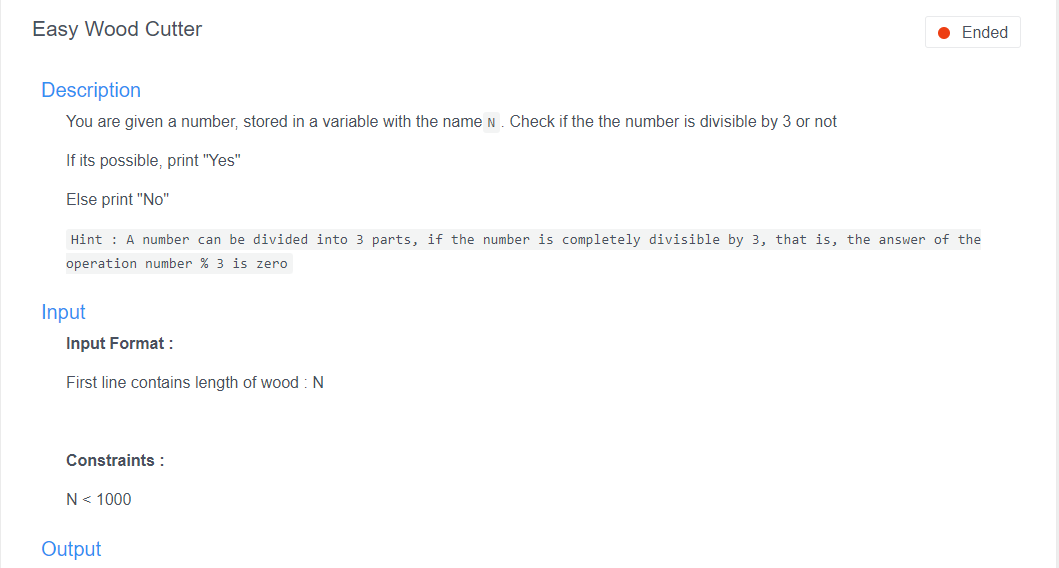 Easy Wood Cutter
Ended
Description
You are given a number, stored in a variable with the name N . Check if the the number is divisible by 3 or not
If its possible, print "Yes"
Else print "No"
Hint : A number can be divided into 3 parts, if the number is completely divisible by 3, that is, the answer of the
operation number % 3 is zero
Input
Input Format :
First line contains length of wood : N
Constraints :
N < 1000
Output